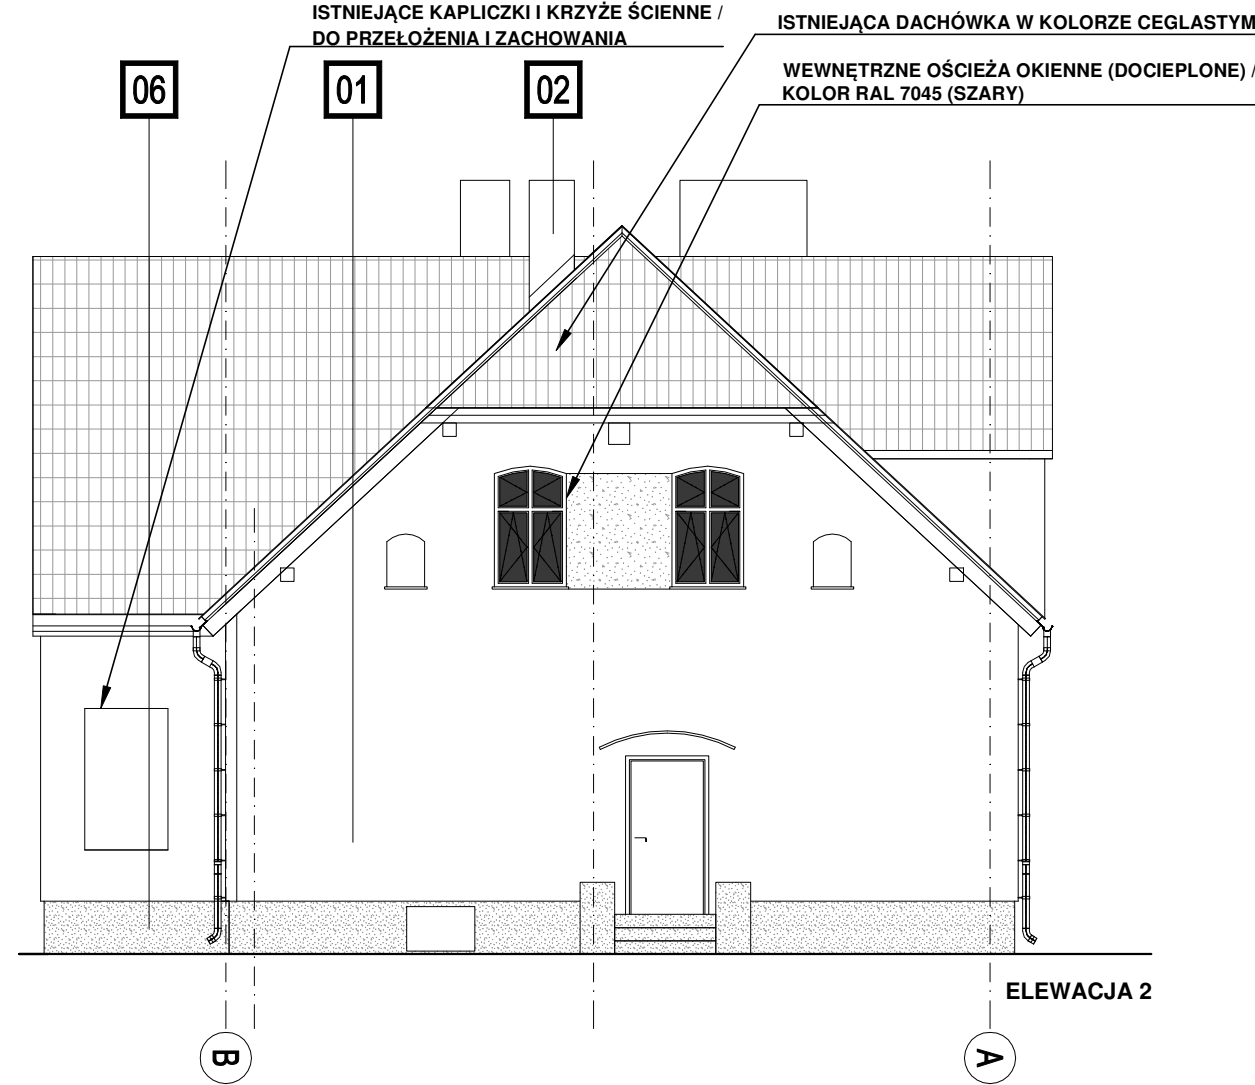 ISTNIEJĄCE KAPLICZKI I KRZYŻE ŚCIENNE /
DO PRZEŁOŻENIA I ZACHOWANIA
ISTNIEJĄCA DACHÓWKA W KOLORZE CEGLASTYM
WEWNĘTRZNE OŚCIEŻA OKIENNE (DOCIEPLONE) /
KOLOR RAL 7045 (SZARY)
06
01
02
ELEWACJA 2
B
A